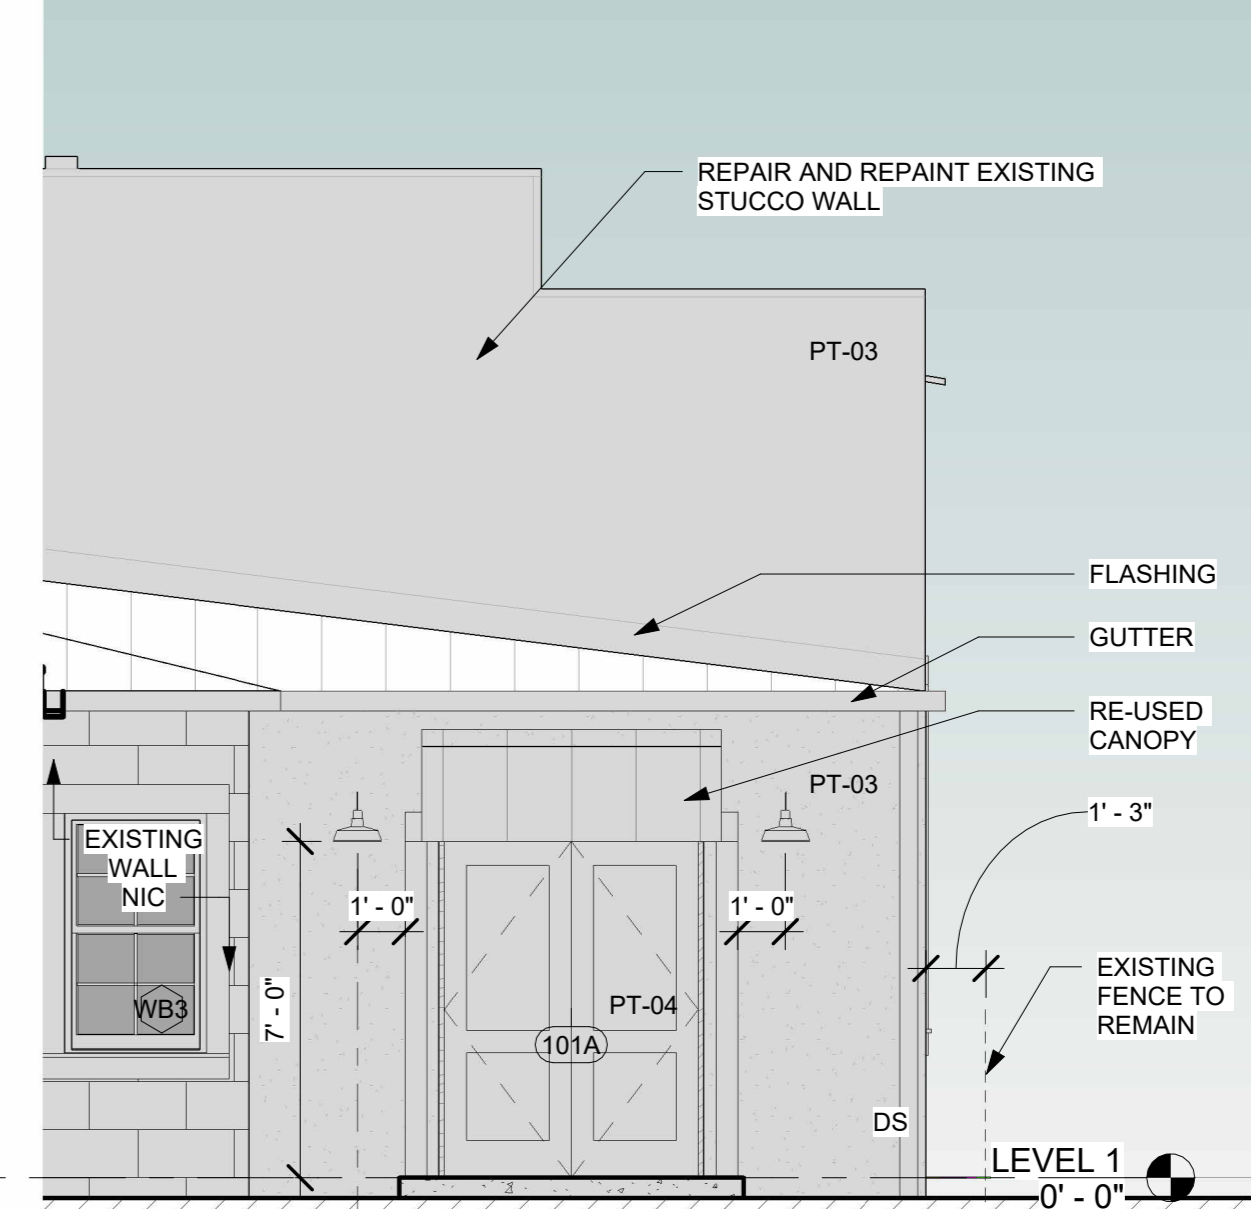 REPAIR AND REPAINT EXISTING
STUCCO WALL
PT-03
FLASHING
GUTTER
RE-USED
CANOPY
PT-03
1' - 3"
EXISTING
WALL
NIC
1' - 0"
1' - 0"
EXISTING
FENCE TO
REMAIN
WB3
7' - 0"
PT-04
101A
DS
LEVEL 1
0' - 0"